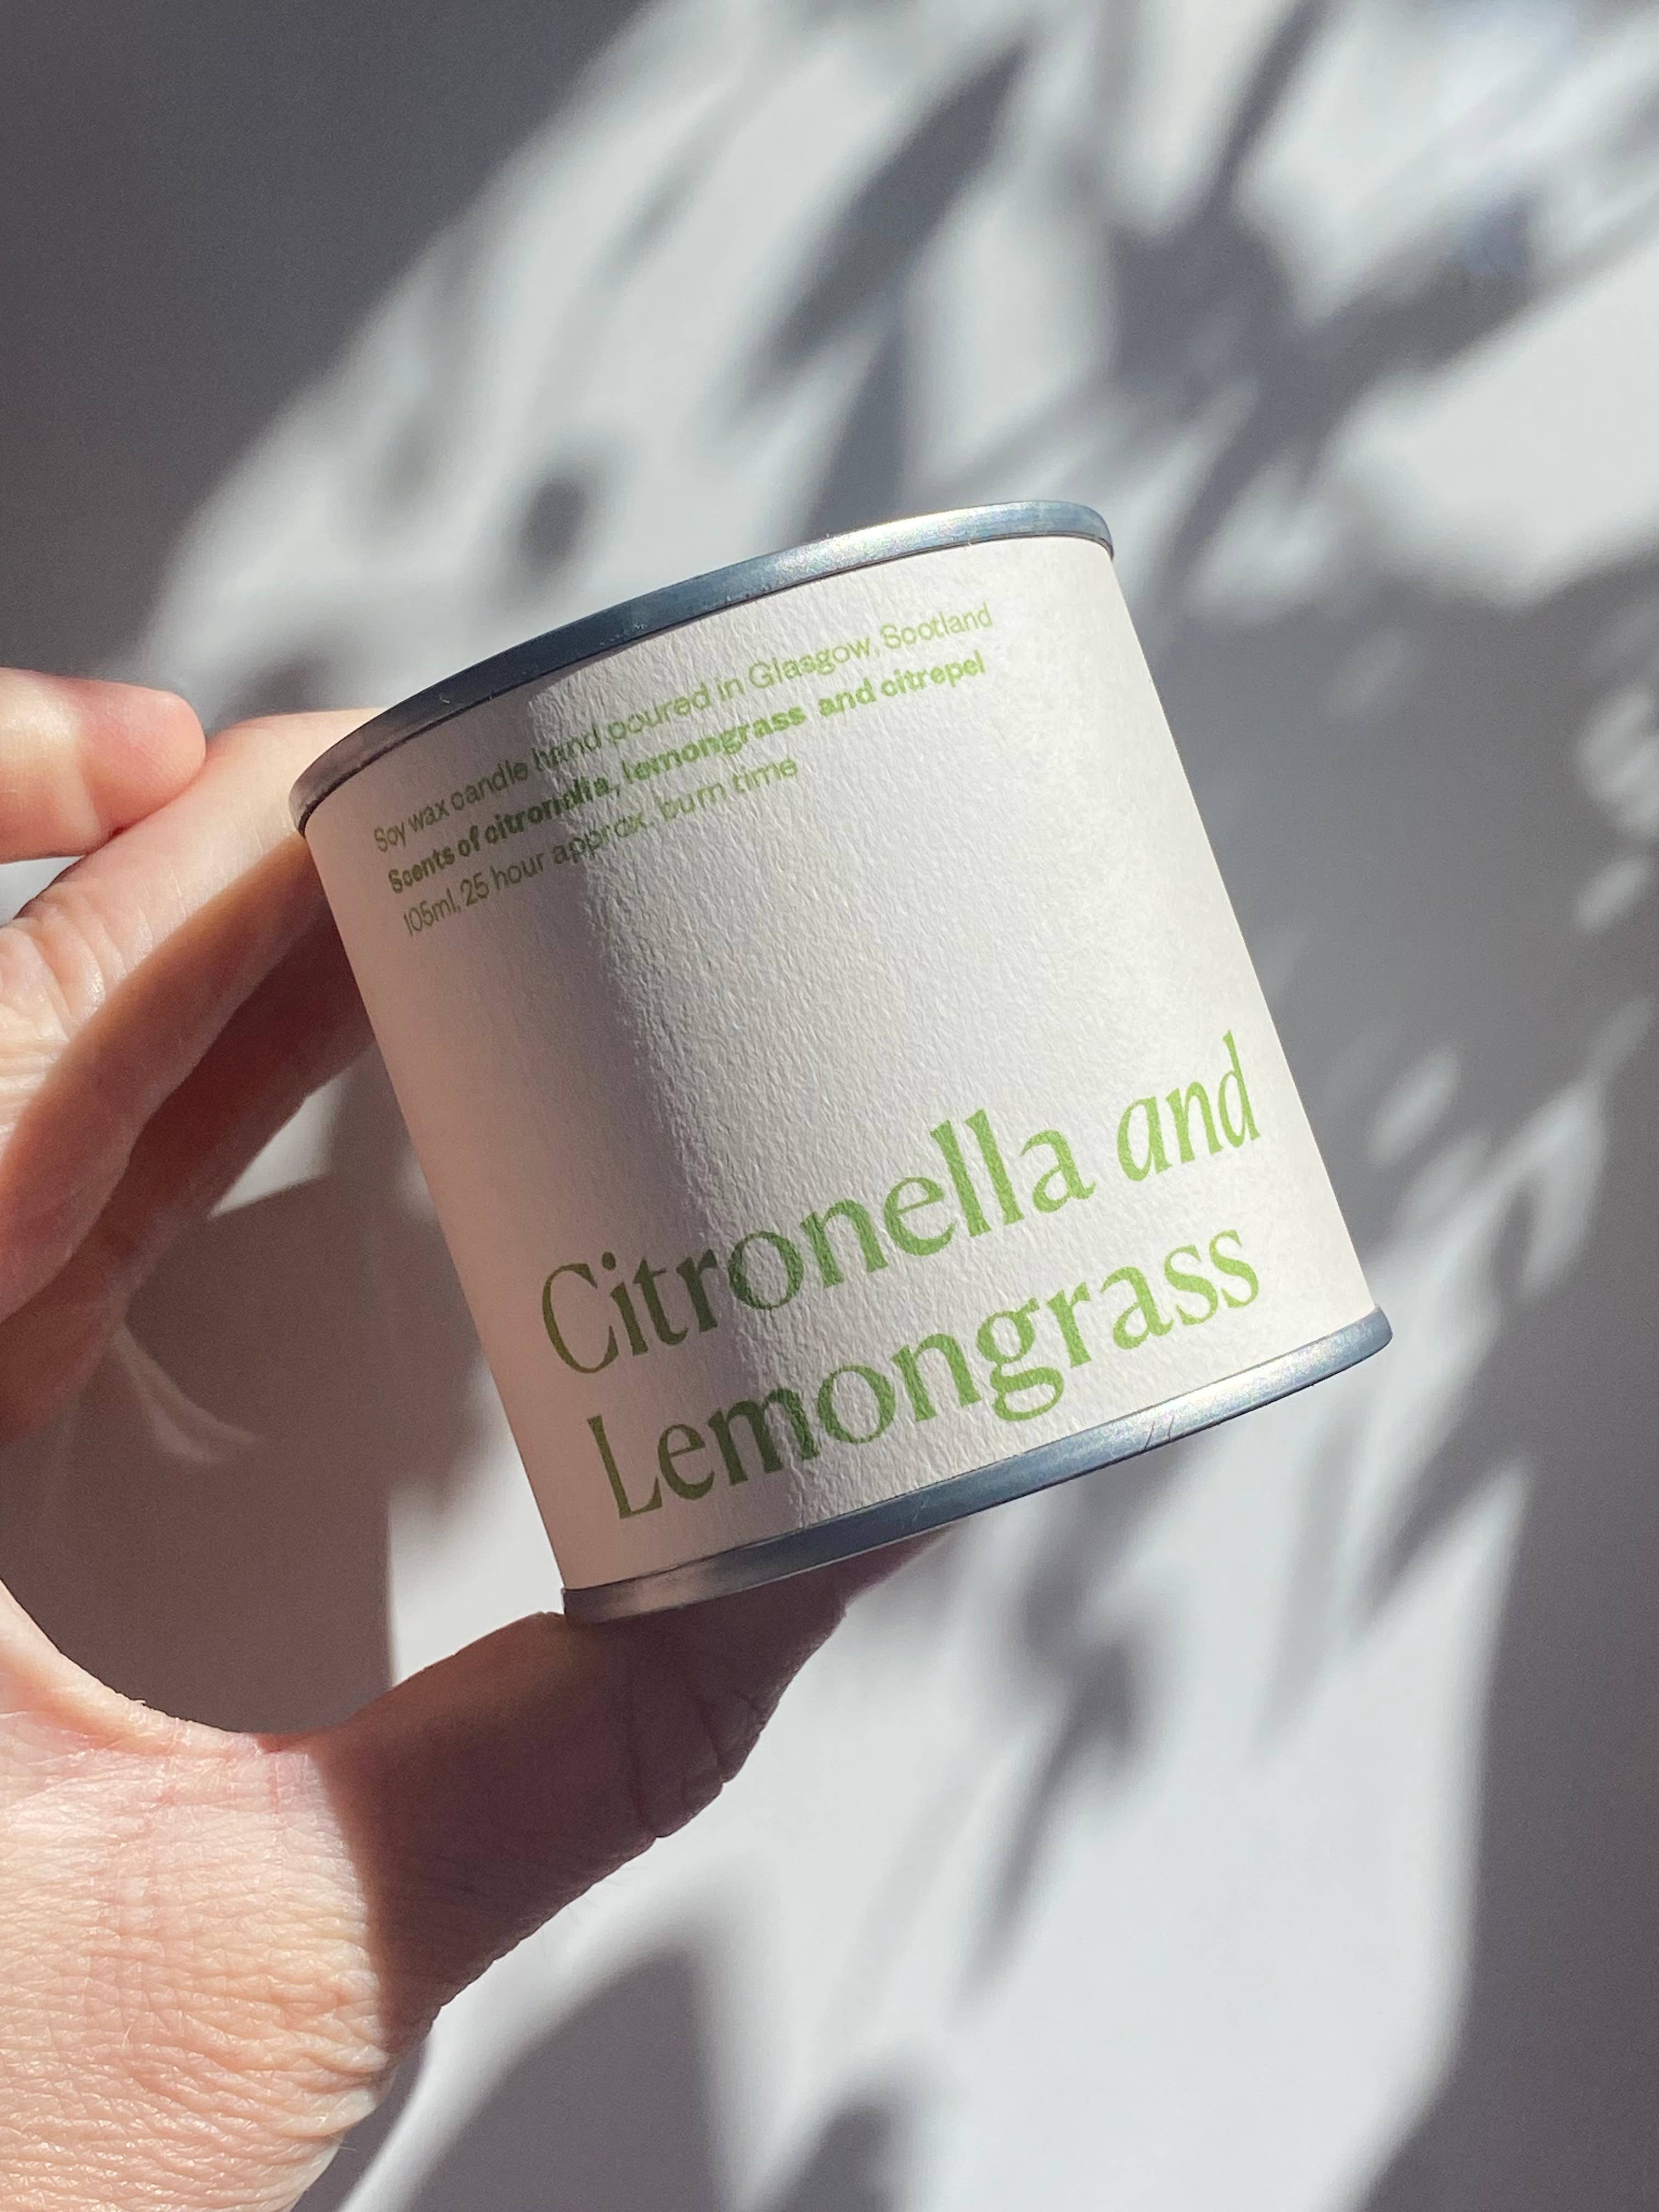 Soy wax candle hand poured in Glasgow, Scotland
Scents of citronella, lemongrass and citrepel
105ml, 25 hour approx. burn time
Citronella and
Lemongrass